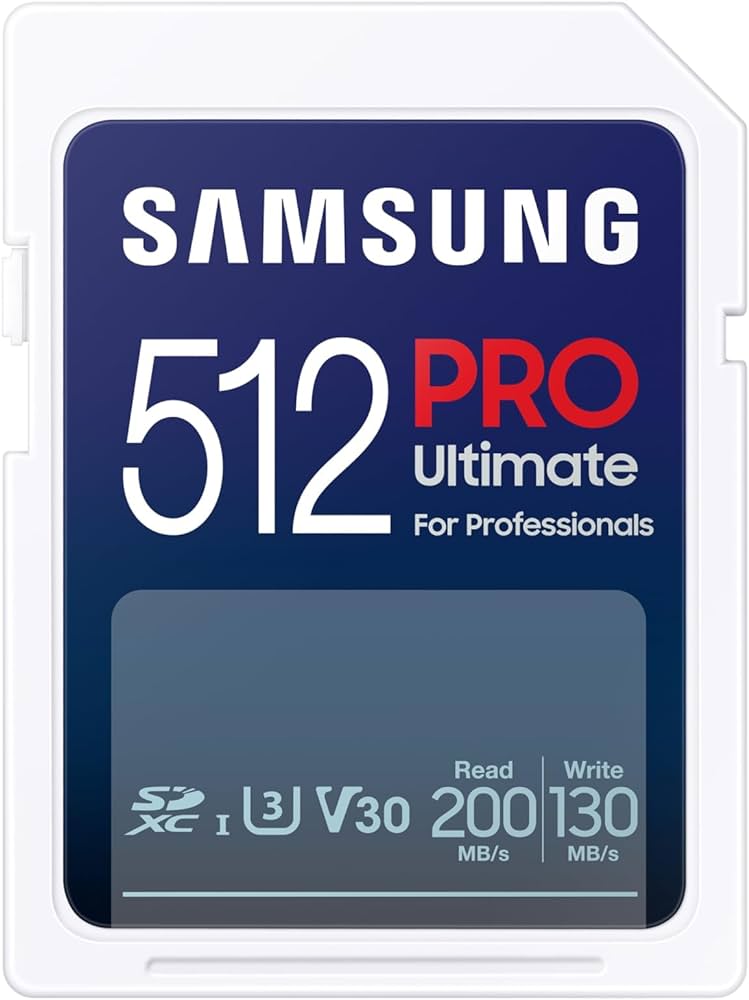 SAMSUNG
512 PRO
Ultimate
For Professionals
Read Write
SD XC I U3 V30 200 130
MB/s MB/s